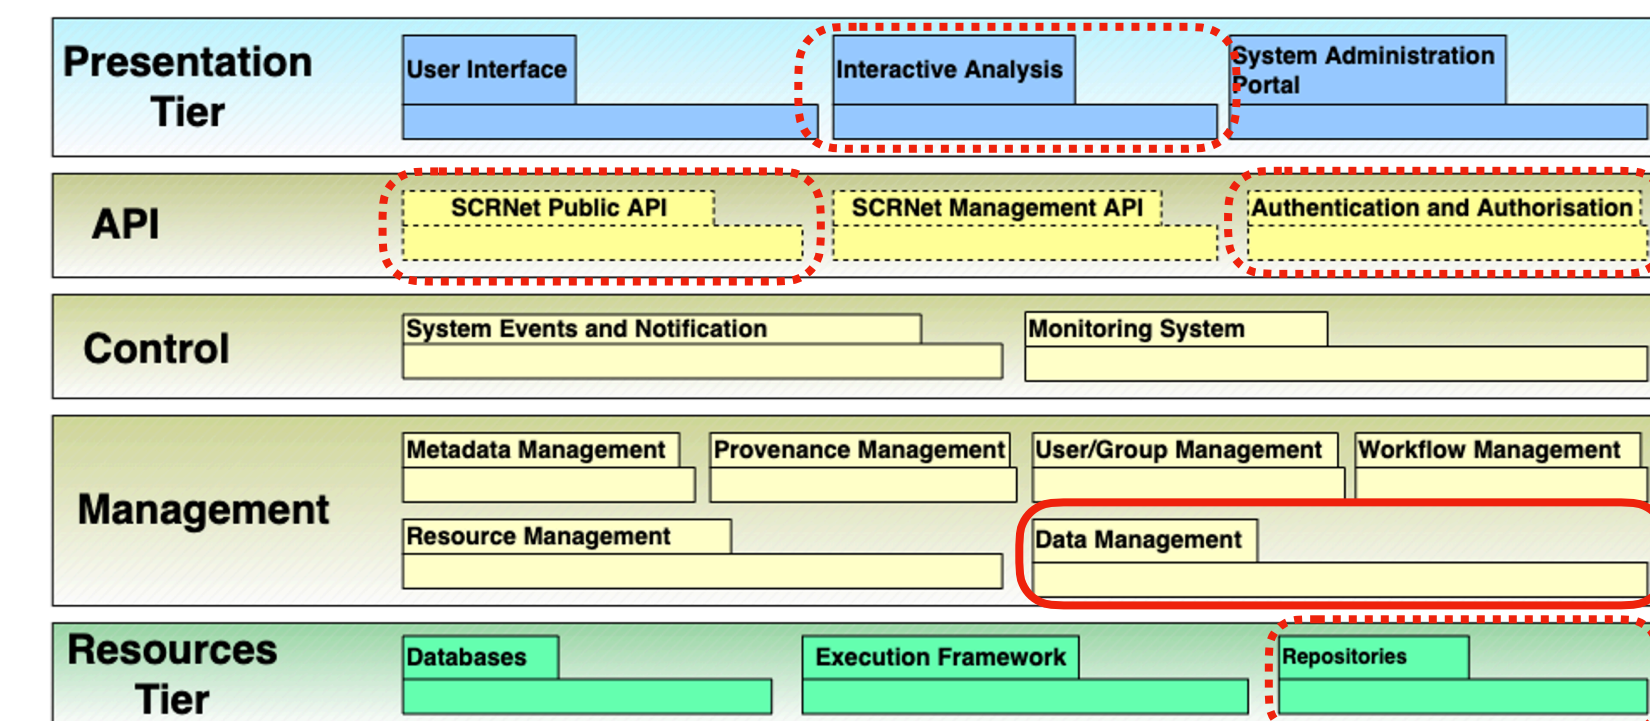 Presentation
Tier
User Interface
Interactive Analysis
System Administration
Portal
API
SCRNet Public API
SCRNet Management API
Authentication and Authorisation
Control
System Events and Notification
Monitoring System
Management
Metadata Management
Provenance Management
User/Group Management
Workflow Management
Resource Management
Data Management
Resources
Tier
Databases
Execution Framework
Repositories